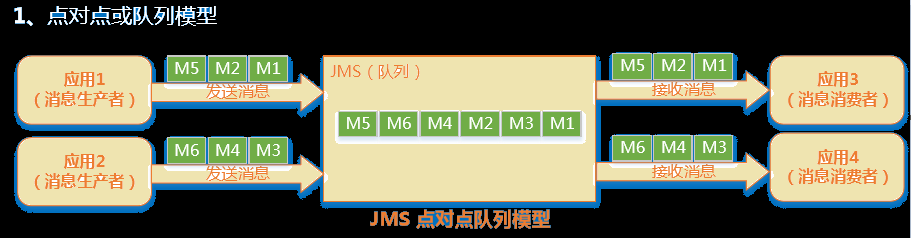 1、点对点或队列模型
应用1
（消息生产者）
M5 M2 M1
发送消息
应用2
（消息生产者）
M6 M4 M3
发送消息
JMS（队列）
M5 M6 M4 M2 M3 M1
M5 M2 M1
接收消息
应用3
（消息消费者）
M6 M4 M3
接收消息
应用4
（消息消费者）
JMS 点对点队列模型